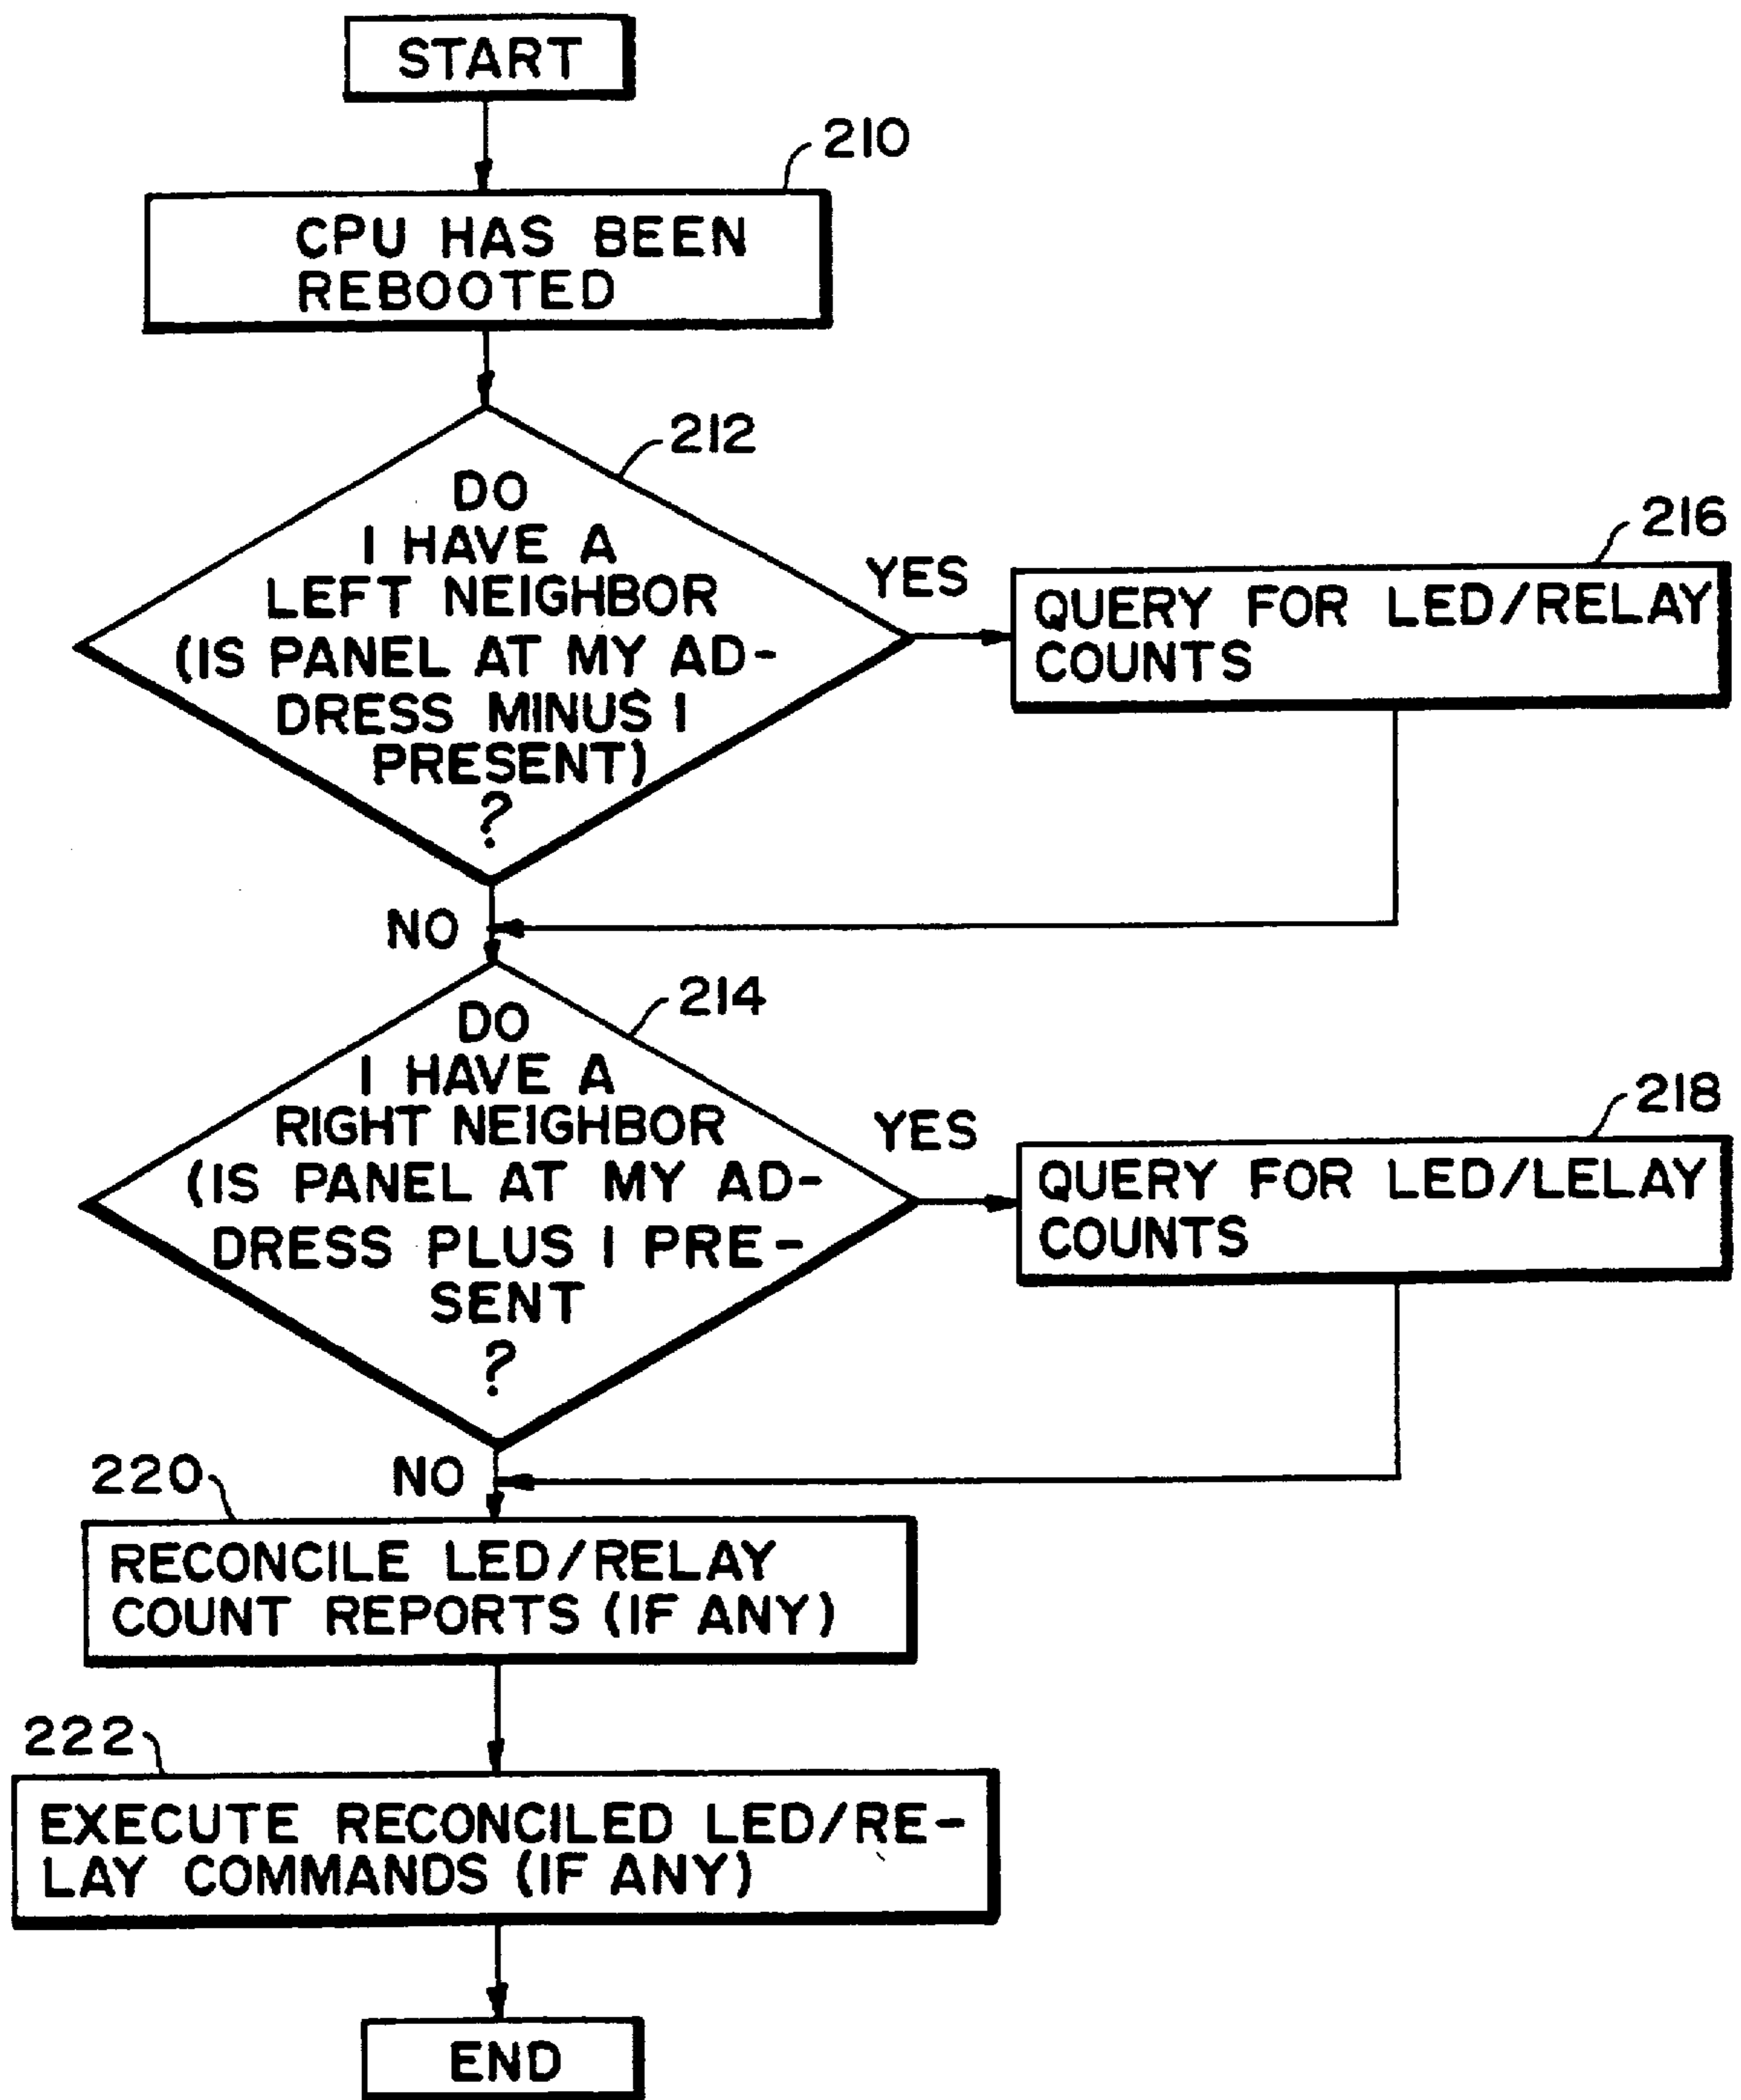 START
210
CPU HAS BEEN
REBOOTED
212
DO
I HAVE A
LEFT NEIGHBOR
(IS PANEL AT MY AD-
DRESS MINUS I
PRESENT)
?
YES
216
QUERY FOR LED/RELAY
COUNTS
NO
214
DO
I HAVE A
RIGHT NEIGHBOR
(IS PANEL AT MY AD-
DRESS PLUS I PRE-
SENT
?
YES
218
QUERY FOR LED/LELAY
COUNTS
NO
220
RECONCILE LED/RELAY
COUNT REPORTS (IF ANY)
222
EXECUTE RECONCILED LED/RE-
LAY COMMANDS (IF ANY)
END